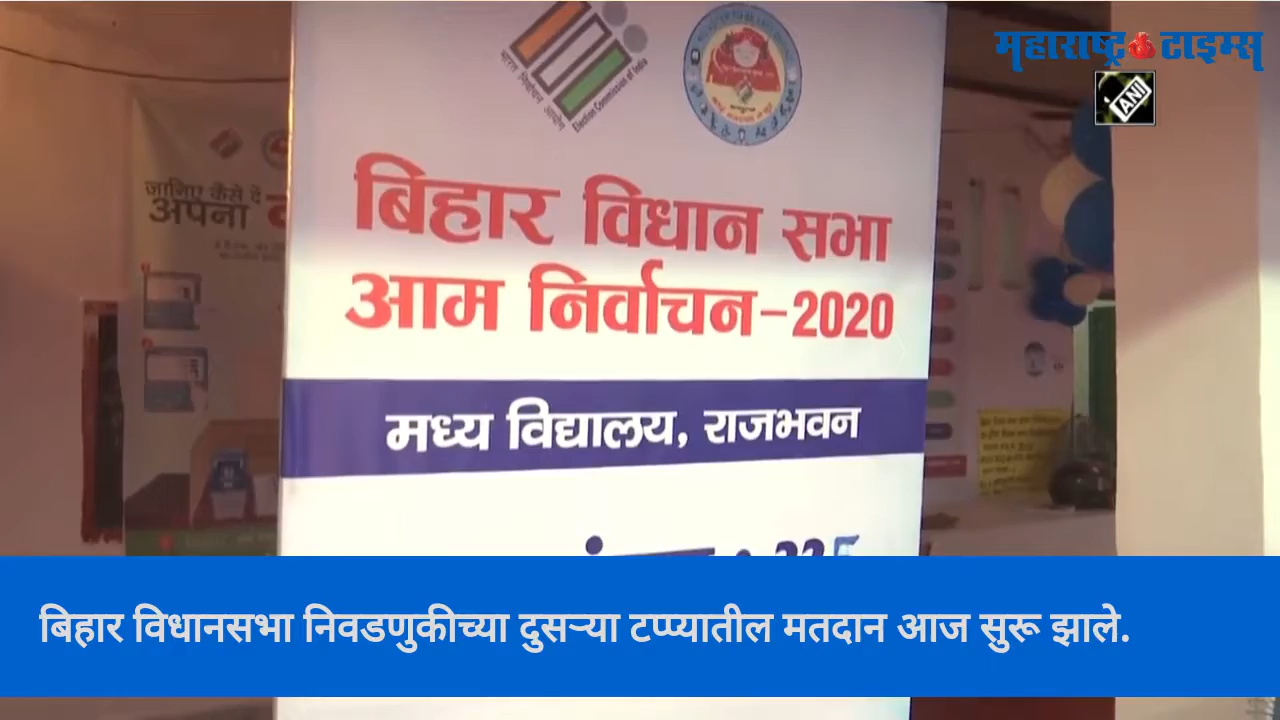 महाराष्ट्र टाइम्स
ANI
भारत निर्वाचन आयोग
Election Commission of India
बिहार विधान सभा
आम निर्वाचन-2020
मध्य विद्यालय, राजभवन
जानिए कैसे दें
अपना
बिहार विधानसभा निवडणुकीच्या दुसऱ्या टप्प्यातील मतदान आज सुरू झाले.